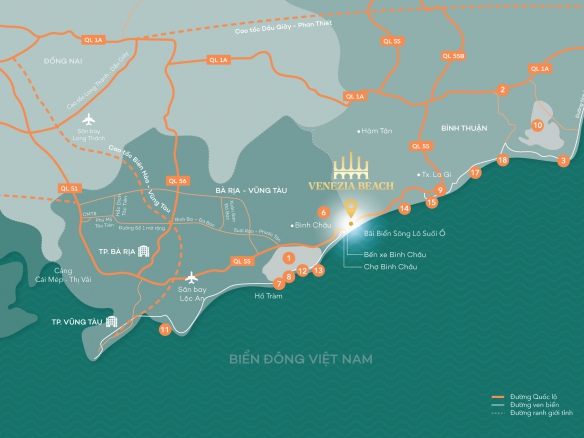 QL 1A
Cao tốc Dầu Giây - Phan Thiết
QL 55
QL 1A
QL 55B
ĐỒNG NAI
Cao tốc Long Thành - Dầu Giây
QL 1A
2
QL 1A
Sân bay
Long Thành
Hàm Tân
BÌNH THUẬN
10
Cao tốc Biên Hòa - Vũng Tàu
QL 55
18
3
VENEZIA BEACH
Tx. La Gi
17
QL 51
QL 56
BÀ RỊA - VŨNG TÀU
9
15
14
6
Bình Châu
Bãi Biển Sông Lô Suối Ồ
Bến xe Bình Châu
Chợ Bình Châu
TP. BÀ RỊA
QL 55
1
Cảng
Cái Mép - Thị Vải
Sân bay
Lộc An
7
8
12
13
Hồ Tràm
TP. VŨNG TÀU
11
BIỂN ĐÔNG VIỆT NAM
Đường Quốc lộ
Đường ven biển
Đường ranh giới tỉnh